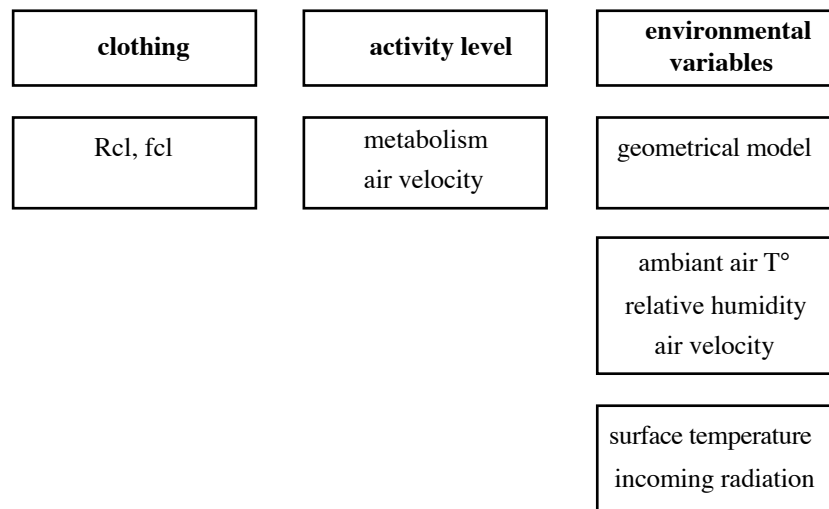 clothing
activity level
environmental
variables
Rcl, fcl
metabolism
air velocity
geometrical model
ambiant air T°
relative humidity
air velocity
surface temperature
incoming radiation